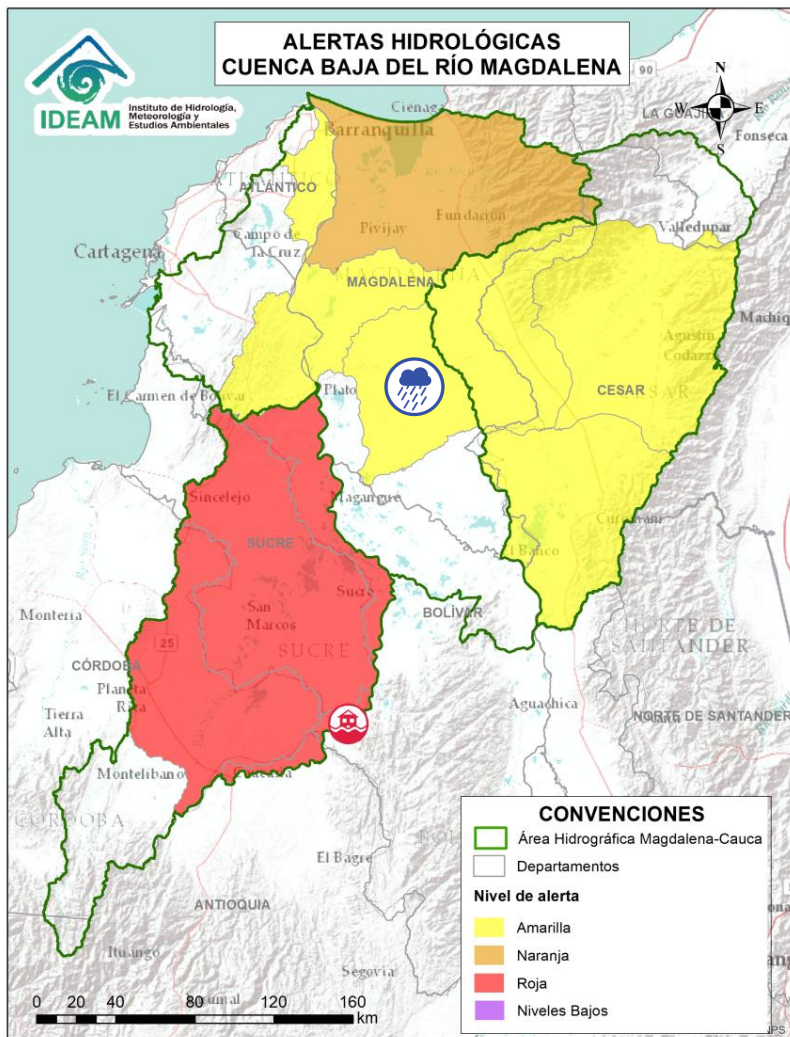 ALERTAS HIDROLÓGICAS
CUENCA BAJA DEL RÍO MAGDALENA
IDEAM
Instituto de Hidrología,
Meteorología y
Estudios Ambientales
N
W
E
S
90
Ciénaga
LA GUAJIRA
Fonseca
Barranquilla
ATLÁNTICO
Valledupar
Pivijay
Fundación
Cartagena
Campo de
la Cruz
MAGDALENA
MAGDALENA
Agustín
Codazzi
CESAR
El Carmen de Bolívar
Plato
Sincelejo
Magangué
SUCRE
El Banco
San
Marcos
Sucre
BOLÍVAR
Montería
SUCRE
NORTE DE
SANTANDER
25
CÓRDOBA
Planeta
Rica
Tierra
Alta
Aguachica
NORTE DE SANTANDER
Montelíbano
CÓRDOBA
El Bagre
ANTIOQUIA
Ituango
Segovia
CONVENCIONES
Área Hidrográfica Magdalena-Cauca
Departamentos
Nivel de alerta
Amarilla
Naranja
Roja
Niveles Bajos
0 20 40 80 120 160
km